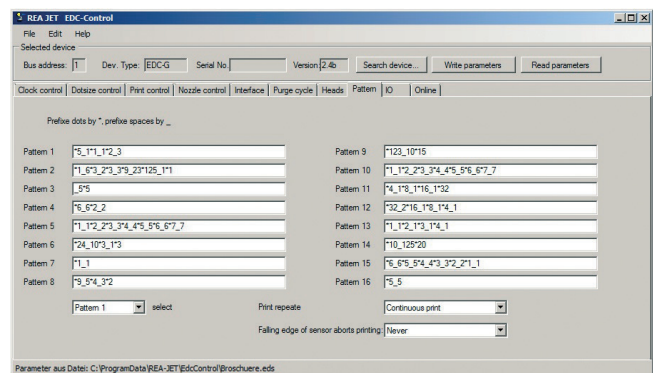 REA JET EDC-Control
File Edit Help
Selected device
Bus address: 1 Dev. Type: EDC-G Serial No. Version: 2.4b Search device... Write parameters Read parameters
Clock control Dotsize control Print control Nozzle control Interface Purge cycle Heads Pattern IO Online
Prefixe dots by *, prefixe spaces by _
Pattern 1 *5_1*1_1*2_3 Pattern 9 *123_10*15
Pattern 2 *1_6*3_2*3_3*9_23*125_1*1 Pattern 10 *1_1*2_2*3_3*4_4*5_5*6_6*7_7
Pattern 3 _5*5 Pattern 11 *4_1*8_1*16_1*32
Pattern 4 *6_6*2_2 Pattern 12 *32_2*16_1*8_1*4_1
Pattern 5 *1_1*2_2*3_3*4_4*5_5*6_6*7_7 Pattern 13 *1_1*2_1*3_1*4_1
Pattern 6 *24_10*3_1*3 Pattern 14 *10_125*20
Pattern 7 *1_1 Pattern 15 *6_6*5_5*4_4*3_3*2_2*1_1
Pattern 8 *9_5*4_3*2 Pattern 16 *5_5
Pattern 1 select Print repeate Continuous print
Falling edge of sensor aborts printing: Never
Parameter aus Datei: C:\ProgramData\REA-JET\EdcControl\Broschuere.eds